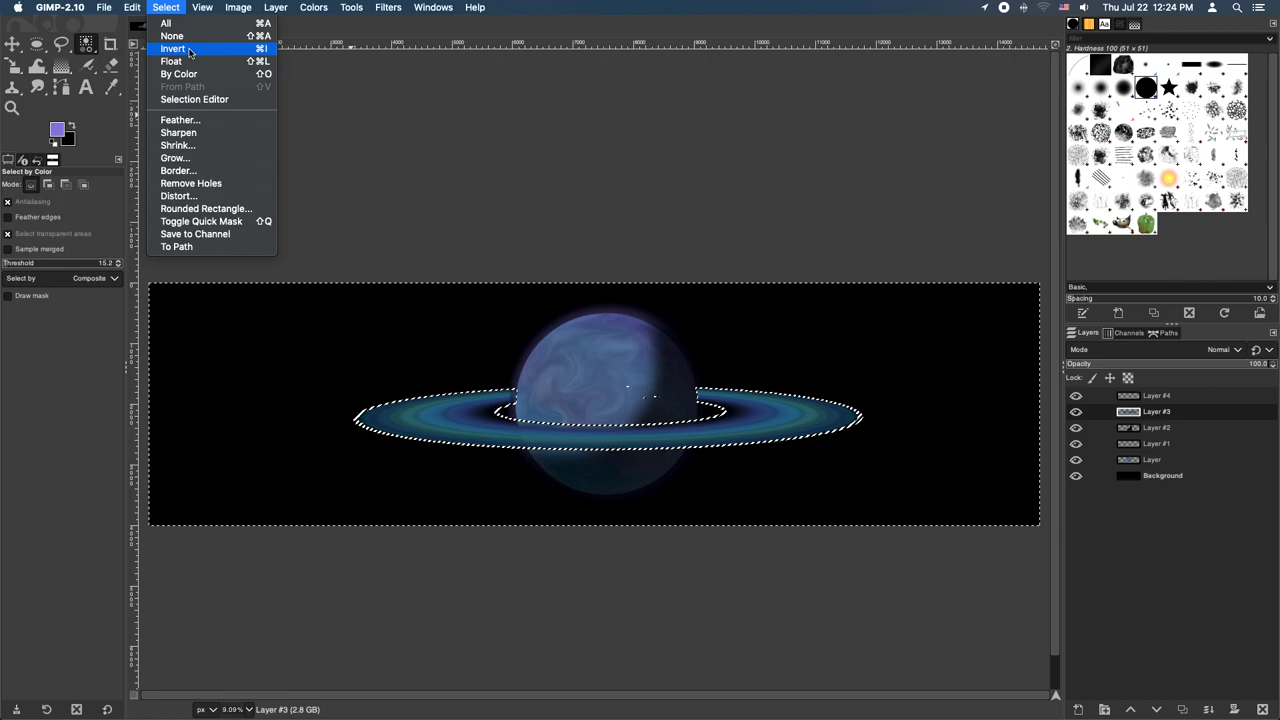 GIMP-2.10 File Edit Select View Image Layer Colors Tools Filters Windows Help
Thu Jul 22 12:24 PM
All ⌘A
None ⇧⌘A
Invert ⌘I
Float ⇧⌘L
By Color ⇧O
From Path ⇧V
Selection Editor
Feather...
Sharpen
Shrink...
Grow...
Border...
Remove Holes
Distort...
Rounded Rectangle...
Toggle Quick Mask ⇧Q
Save to Channel
To Path
Select by Color
Mode:
Antialiasing
Feather edges
Select transparent areas
Sample merged
Threshold 15.2
Select by Composite
Draw mask
px 9.09% Layer #3 (2.8 GB)
filter
2. Hardness 100 (51 × 51)
Basic,
Spacing 10.0
Layers Channels Paths
Mode Normal
Opacity 100.0
Lock:
Layer #4
Layer #3
Layer #2
Layer #1
Layer
Background